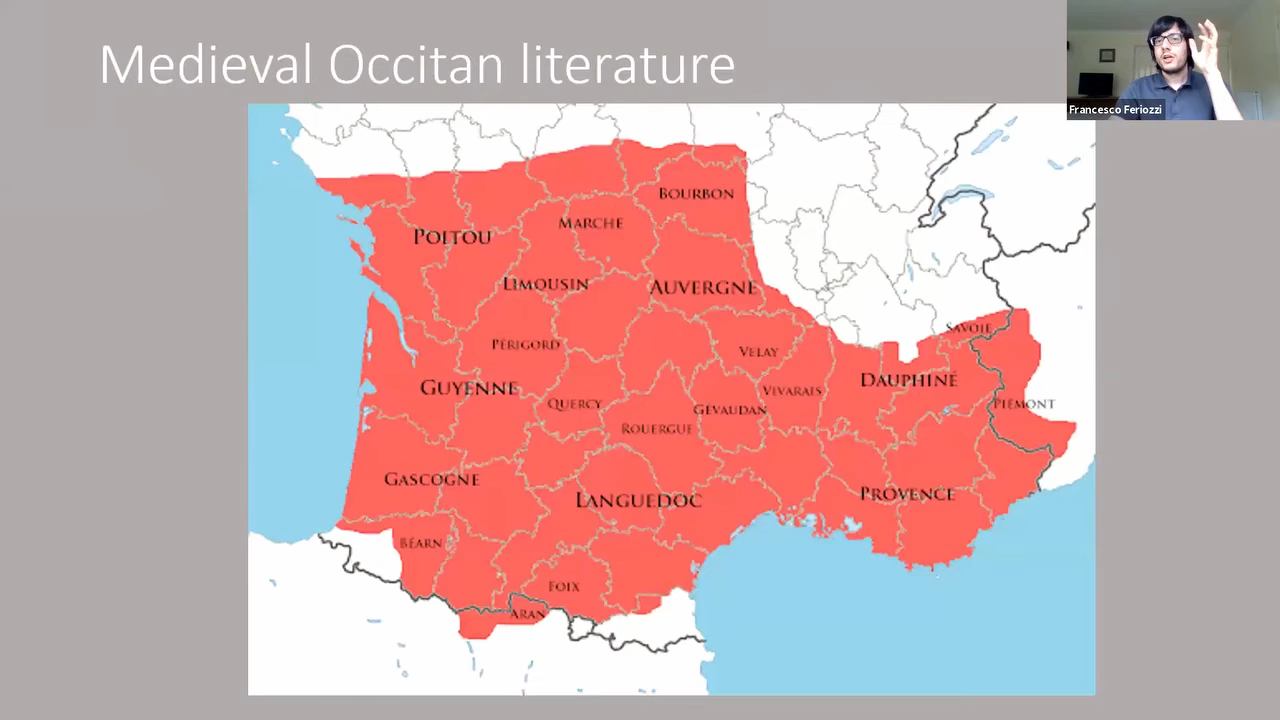 Medieval Occitan literature
Francesco Feriozzi
BOURBON
MARCHE
POITOU
LIMOUSIN
AUVERGNE
SAVOIE
PÉRIGORD
VELAY
DAUPHINÉ
GUYENNE
VIVARAIS
QUERCY
GÉVAUDAN
PIÉMONT
ROUERGUE
GASCOGNE
PROVENCE
LANGUEDOC
BÉARN
FOIX
ARAN